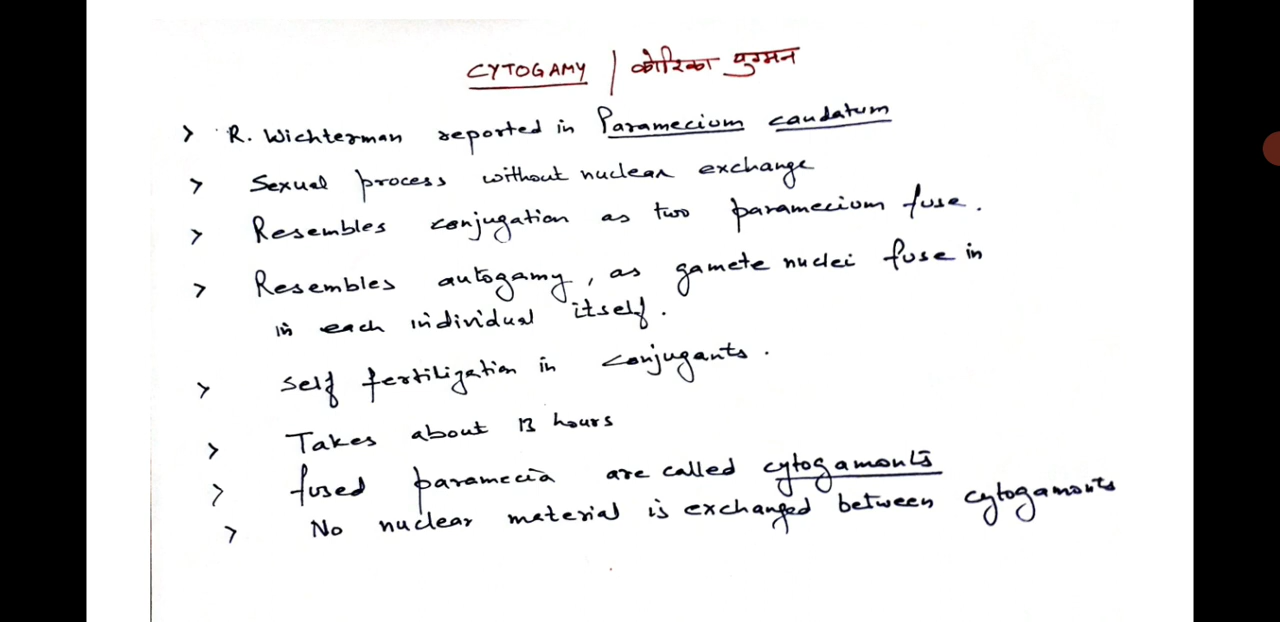 CYTOGAMY | कोशिका युग्मन
> R. Wichterman reported in Paramecium caudatum
> Sexual process without nuclear exchange
> Resembles conjugation as two paramecium fuse.
> Resembles autogamy, as gamete nuclei fuse in
in each individual itself.
> Self fertilization in conjugants.
> Takes about 13 hours
> fused paramecia are called cytogamonts
> No nuclear material is exchanged between cytogamonts